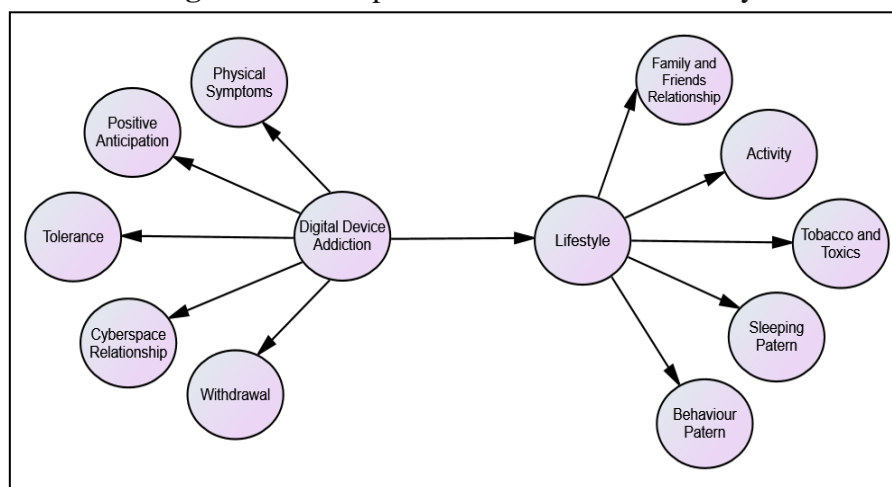 Physical
Symptoms
Positive
Anticipation
Tolerance
Cyberspace
Relationship
Withdrawal
Digital Device
Addiction
Lifestyle
Family and
Friends
Relationship
Activity
Tobacco and
Toxics
Sleeping
Patern
Behaviour
Patern